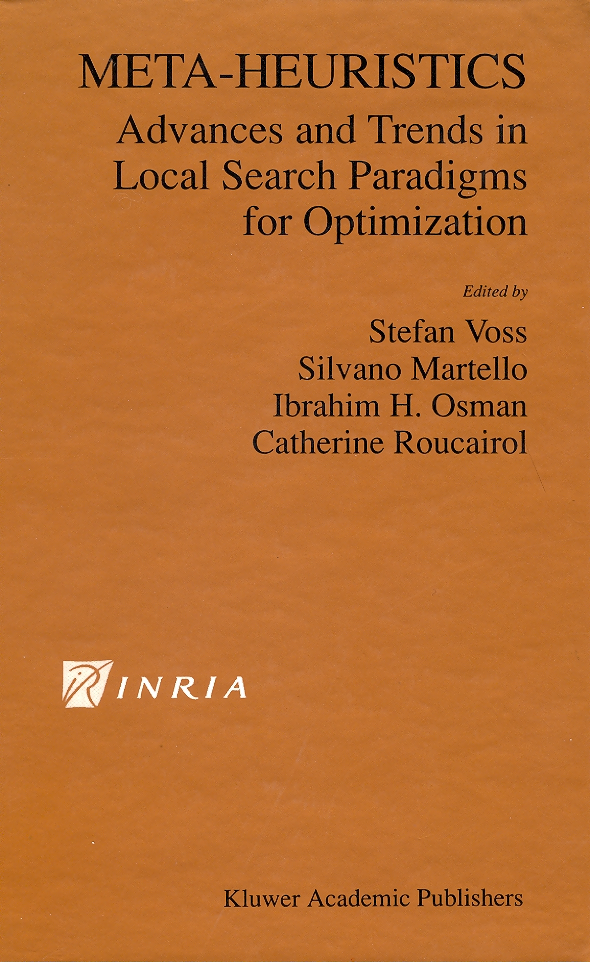 META-HEURISTICS
Advances and Trends in
Local Search Paradigms
for Optimization
Edited by
Stefan Voss
Silvano Martello
Ibrahim H. Osman
Catherine Roucairol
INRIA
Kluwer Academic Publishers